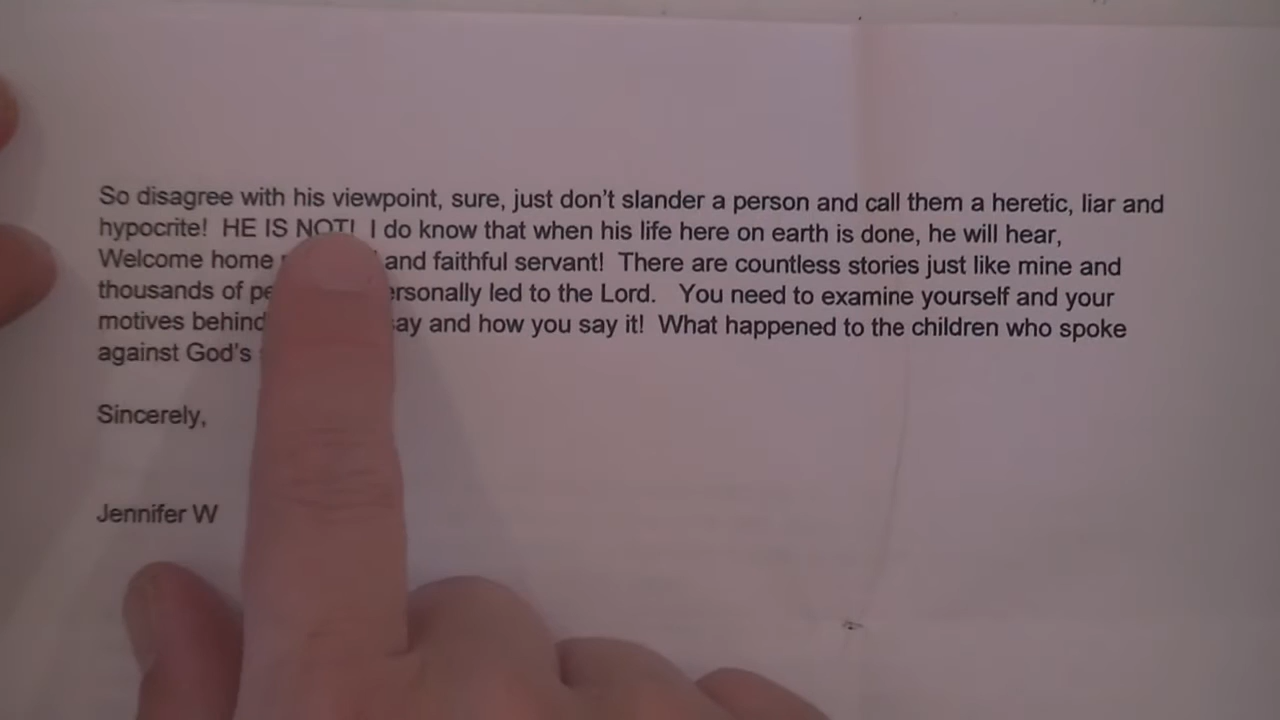 So disagree with his viewpoint, sure, just don't slander a person and call them a heretic, liar and
hypocrite!  HE IS NOT!  I do know that when his life here on earth is done, he will hear,
Welcome home and faithful servant!  There are countless stories just like mine and
thousands of led to the Lord.   You need to examine yourself and your
motives behind and how you say it!  What happened to the children who spoke
against God's
Sincerely,
Jennifer W